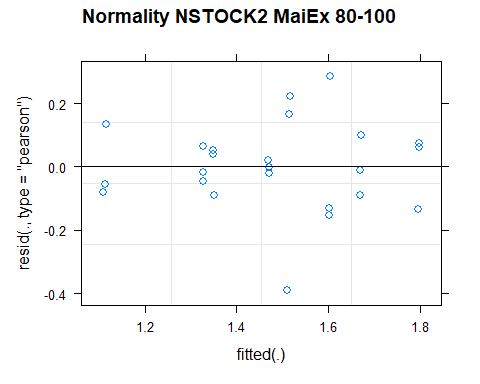 Normality NSTOCK2 MaiEx 80-100
resid(., type = "pearson")
0.2
0.0
-0.2
-0.4
1.2 1.4 1.6 1.8
fitted(.)